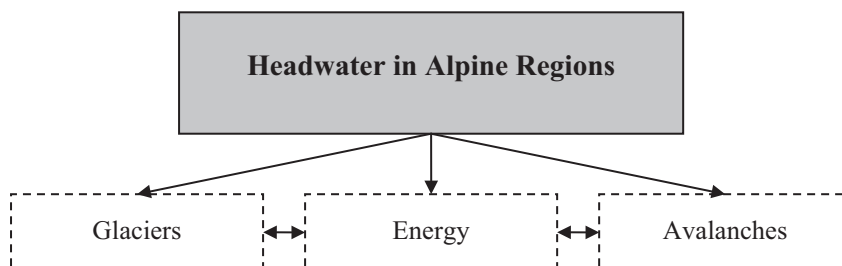 Headwater in Alpine Regions
Glaciers Energy Avalanches